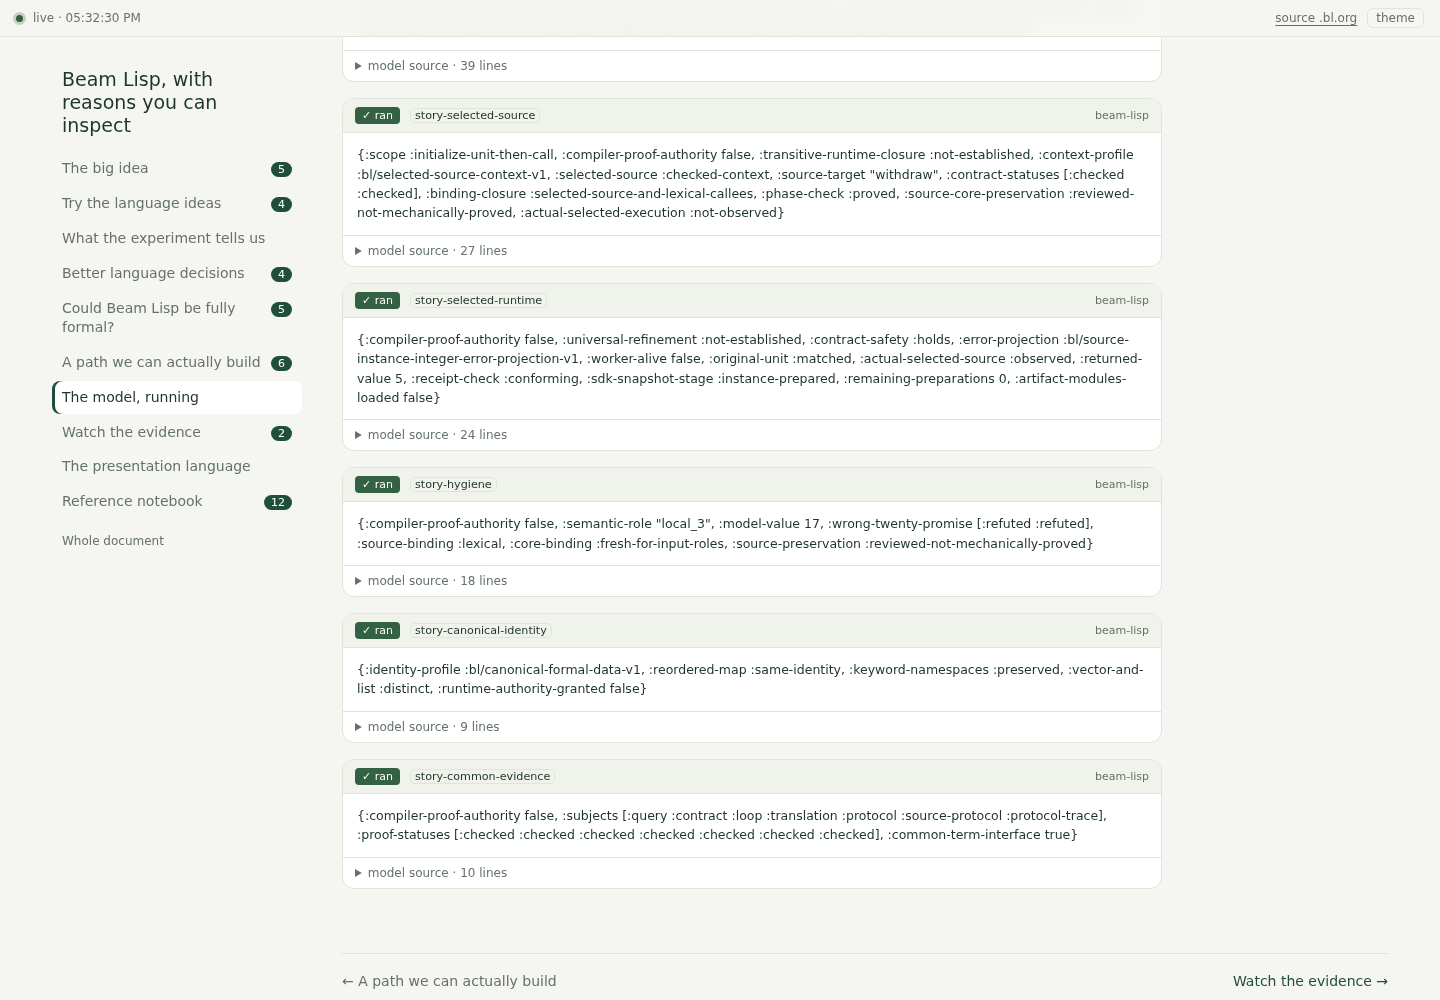 live · 05:32:30 PM
source .bl.org
theme
Beam Lisp, with
reasons you can
inspect
The big idea 5
Try the language ideas 4
What the experiment tells us
Better language decisions 4
Could Beam Lisp be fully 5
formal?
A path we can actually build 6
The model, running
Watch the evidence 2
The presentation language
Reference notebook 12
Whole document
▶ model source · 39 lines
✓ ran story-selected-source beam-lisp
{:scope :initialize-unit-then-call, :compiler-proof-authority false, :transitive-runtime-closure :not-established, :context-profile
:bl/selected-source-context-v1, :selected-source :checked-context, :source-target "withdraw", :contract-statuses [:checked
:checked], :binding-closure :selected-source-and-lexical-callees, :phase-check :proved, :source-core-preservation :reviewed-
not-mechanically-proved, :actual-selected-execution :not-observed}
▶ model source · 27 lines
✓ ran story-selected-runtime beam-lisp
{:compiler-proof-authority false, :universal-refinement :not-established, :contract-safety :holds, :error-projection :bl/source-
instance-integer-error-projection-v1, :worker-alive false, :original-unit :matched, :actual-selected-source :observed, :returned-
value 5, :receipt-check :conforming, :sdk-snapshot-stage :instance-prepared, :remaining-preparations 0, :artifact-modules-
loaded false}
▶ model source · 24 lines
✓ ran story-hygiene beam-lisp
{:compiler-proof-authority false, :semantic-role "local_3", :model-value 17, :wrong-twenty-promise [:refuted :refuted],
:source-binding :lexical, :core-binding :fresh-for-input-roles, :source-preservation :reviewed-not-mechanically-proved}
▶ model source · 18 lines
✓ ran story-canonical-identity beam-lisp
{:identity-profile :bl/canonical-formal-data-v1, :reordered-map :same-identity, :keyword-namespaces :preserved, :vector-and-
list :distinct, :runtime-authority-granted false}
▶ model source · 9 lines
✓ ran story-common-evidence beam-lisp
{:compiler-proof-authority false, :subjects [:query :contract :loop :translation :protocol :source-protocol :protocol-trace],
:proof-statuses [:checked :checked :checked :checked :checked :checked :checked], :common-term-interface true}
▶ model source · 10 lines
← A path we can actually build
Watch the evidence →